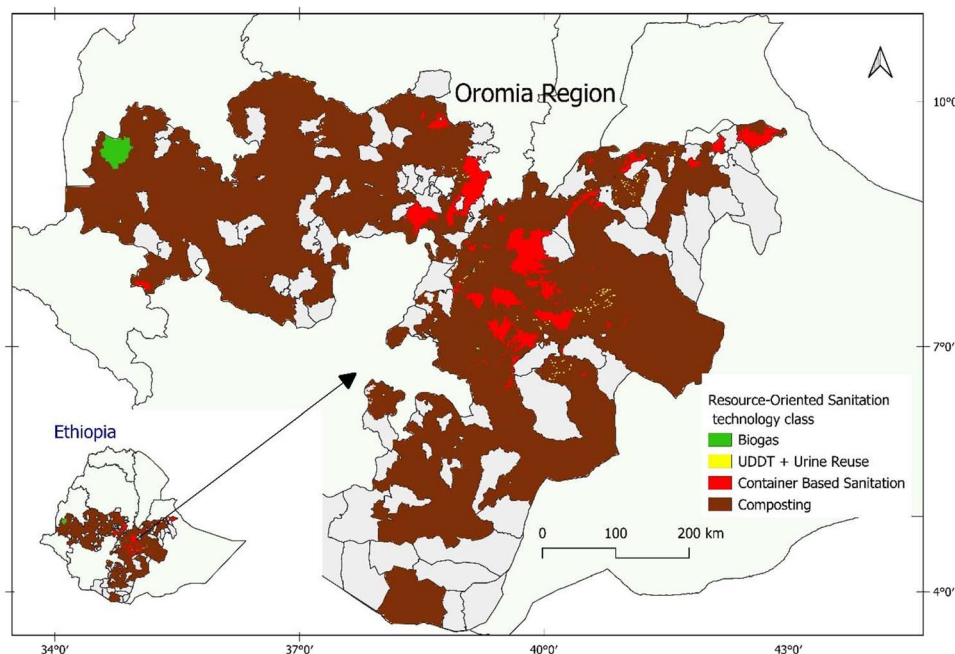 Oromia Region
10°0′
7°0′
Resource-Oriented Sanitation
technology class
Biogas
UDDT + Urine Reuse
Container Based Sanitation
Composting
Ethiopia
0 100 200 km
4°0′
34°0′ 37°0′ 40°0′ 43°0′